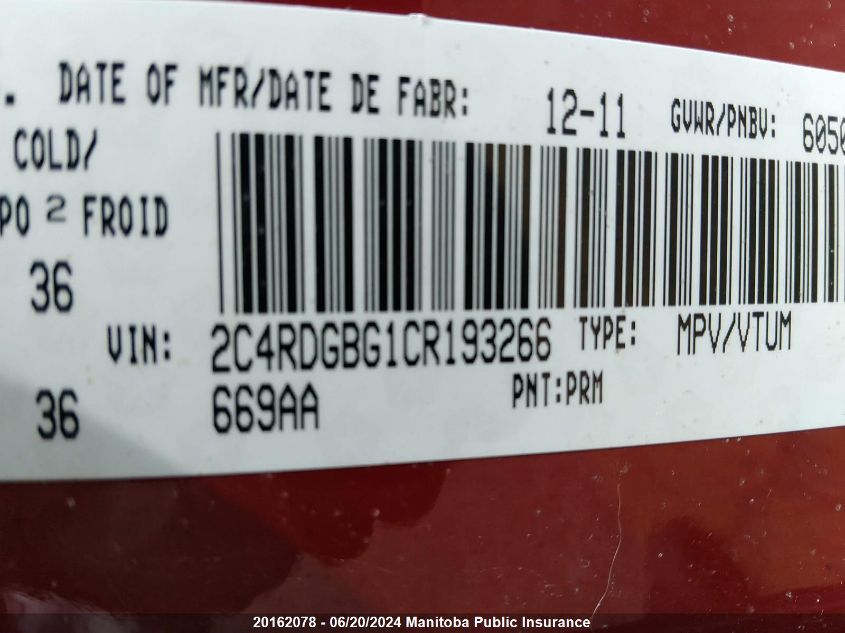 . DATE OF MFR/DATE DE FABR: 12-11 GVWR/PNBV: 6050
COLD/
PO 2 FROID
36
VIN: 2C4RDGBG1CR193266 TYPE: MPV/VTUM
36 669AA PNT:PRM
20162078 - 06/20/2024 Manitoba Public Insurance